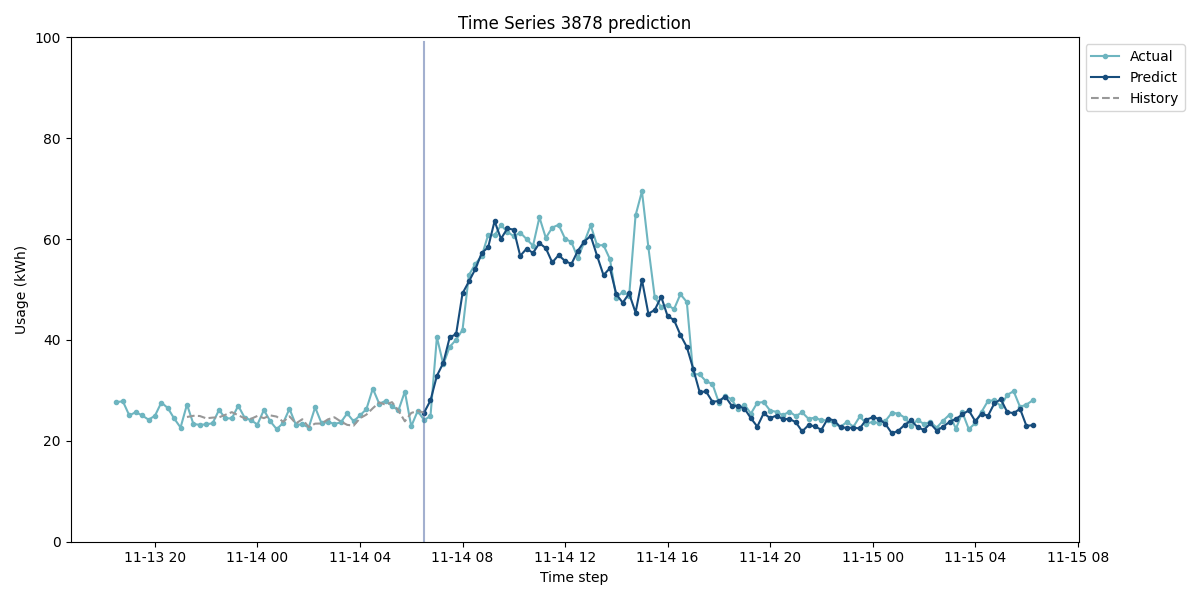 Time Series 3878 prediction
100
80
60
40
20
0
Usage (kWh)
11-13 20
11-14 00
11-14 04
11-14 08
11-14 12
11-14 16
11-14 20
11-15 00
11-15 04
11-15 08
Time step
Actual
Predict
History